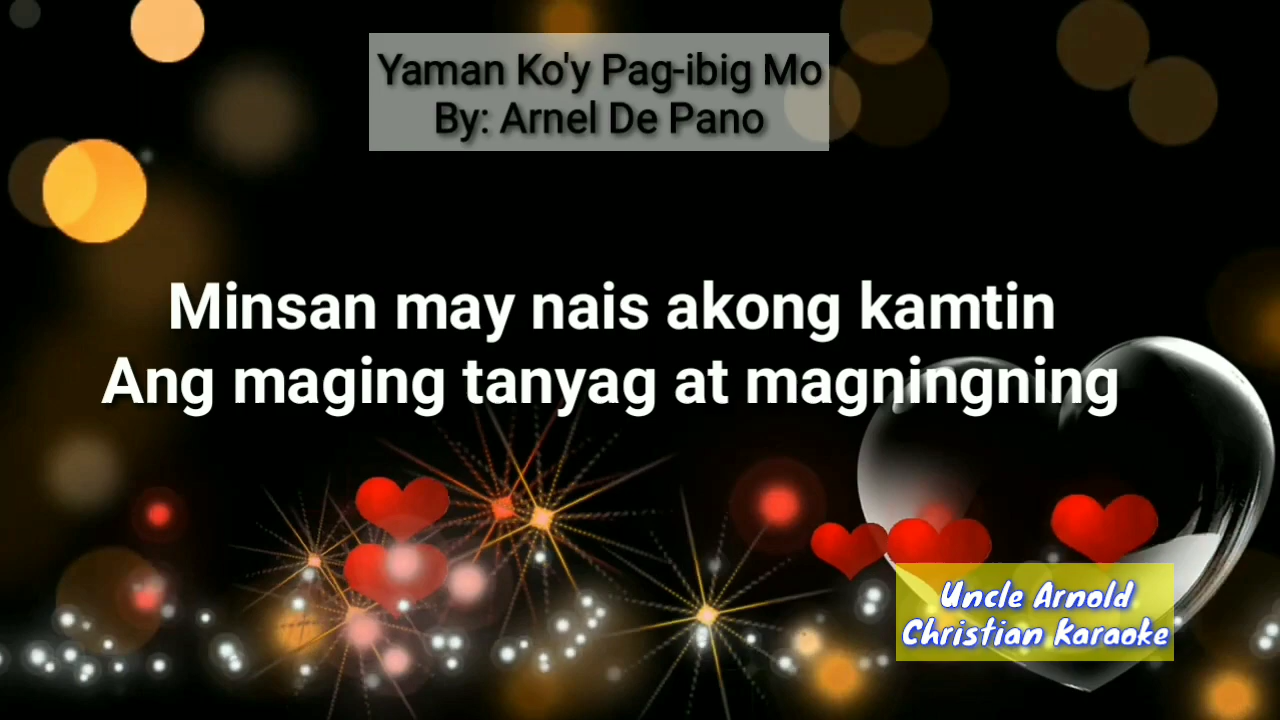 Yaman Ko'y Pag-ibig Mo
By: Arnel De Pano
Minsan may nais akong kamtin
Ang maging tanyag at magningning
Uncle Arnold
Christian Karaoke